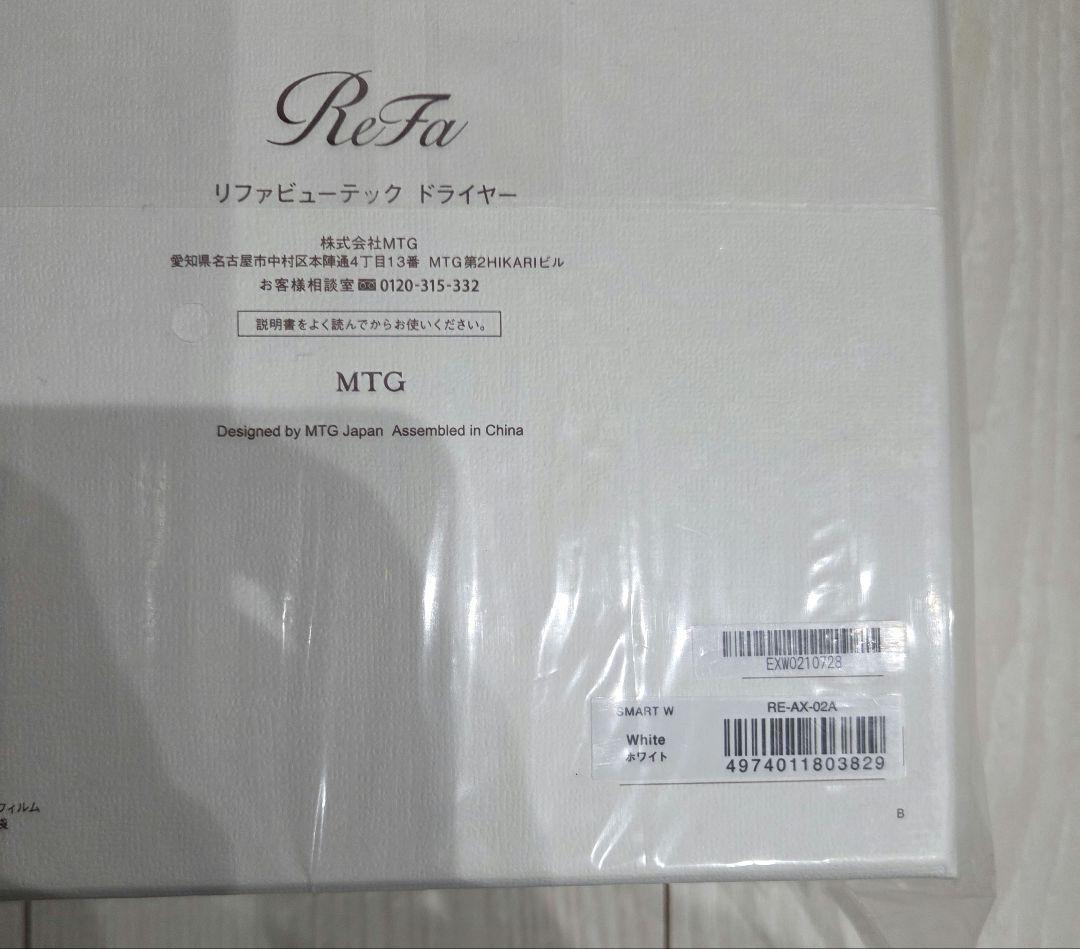 ReFa
リファビューテック ドライヤー
株式会社MTG
愛知県名古屋市中村区本陣通4丁目13番 MTG第2HIKARIビル
お客様相談室 0120-315-332
説明書をよく読んでからお使いください。
MTG
Designed by MTG Japan Assembled in China
EXW0210728
SMART W
RE-AX-02A
White
ホワイト
4974011803829
B
フィルム
袋